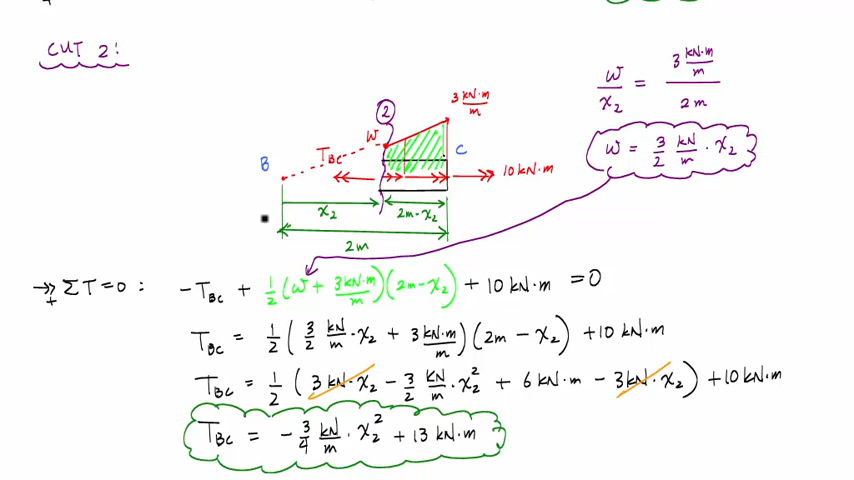 CUT 2:
w/x₂ = (3 kN·m/m)/2m
w = 3/2 kN/m · x₂
3 kN·m/m
2
w
T_BC
B
C
10 kN·m
x₂
2m-x₂
2m
→→+ ΣT=0 : -T_BC + 1/2 (w + 3 kN·m/m)(2m-x₂) + 10 kN·m = 0
T_BC = 1/2 (3/2 kN/m · x₂ + 3 kN·m/m)(2m - x₂) + 10 kN·m
T_BC = 1/2 (3 kN·x₂ - 3/2 kN/m · x₂² + 6 kN·m - 3 kN·x₂) + 10 kN·m
T_BC = -3/4 kN/m · x₂² + 13 kN·m